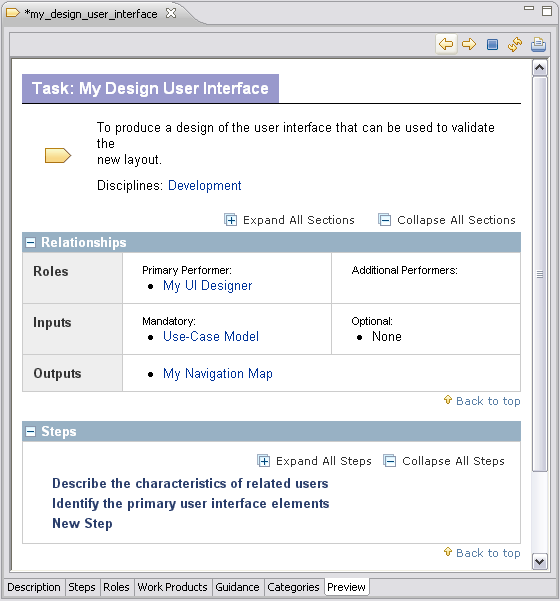 *my_design_user_interface
Task: My Design User Interface
To produce a design of the user interface that can be used to validate
the
new layout.
Disciplines: Development
Expand All Sections Collapse All Sections
Relationships
Roles Primary Performer: Additional Performers:
• My UI Designer
Inputs Mandatory: Optional:
• Use-Case Model • None
Outputs • My Navigation Map
Back to top
Steps
Expand All Steps Collapse All Steps
Describe the characteristics of related users
Identify the primary user interface elements
New Step
Back to top
Description Steps Roles Work Products Guidance Categories Preview